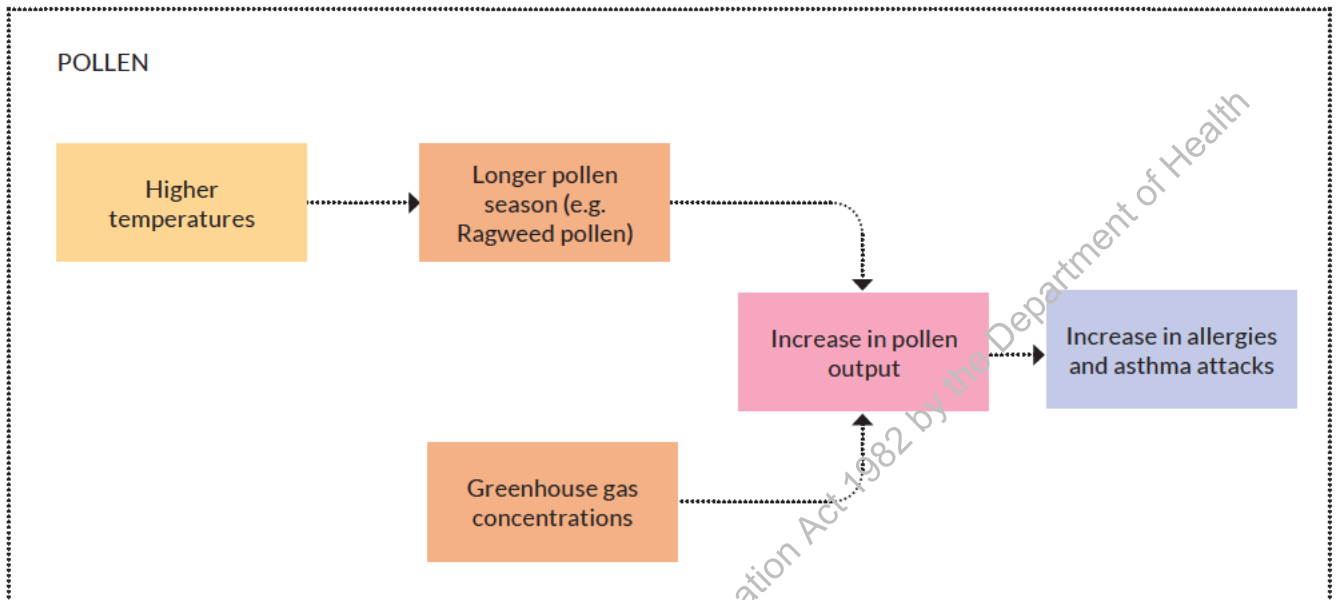 POLLEN
Higher
temperatures
Longer pollen
season (e.g.
Ragweed pollen)
Increase in pollen
output
Increase in allergies
and asthma attacks
Greenhouse gas
concentrations
ation Act 1982 by the Department of Health